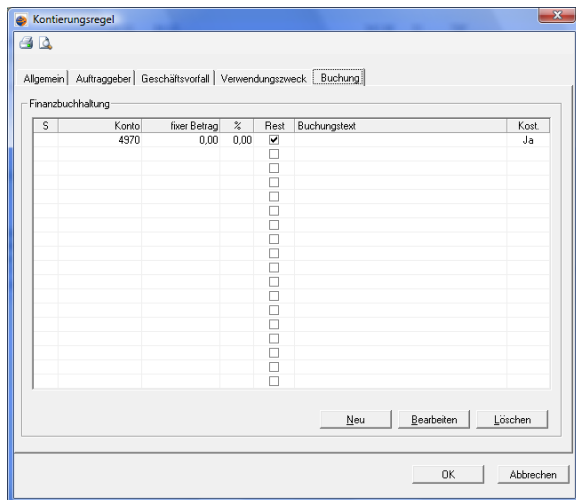 Kontierungsregel
Allgemein Auftraggeber Geschäftsvorfall Verwendungszweck Buchung
Finanzbuchhaltung
S Konto fixer Betrag % Rest Buchungstext Kost.
4970 0,00 0,00 Ja
Neu Bearbeiten Löschen
OK Abbrechen